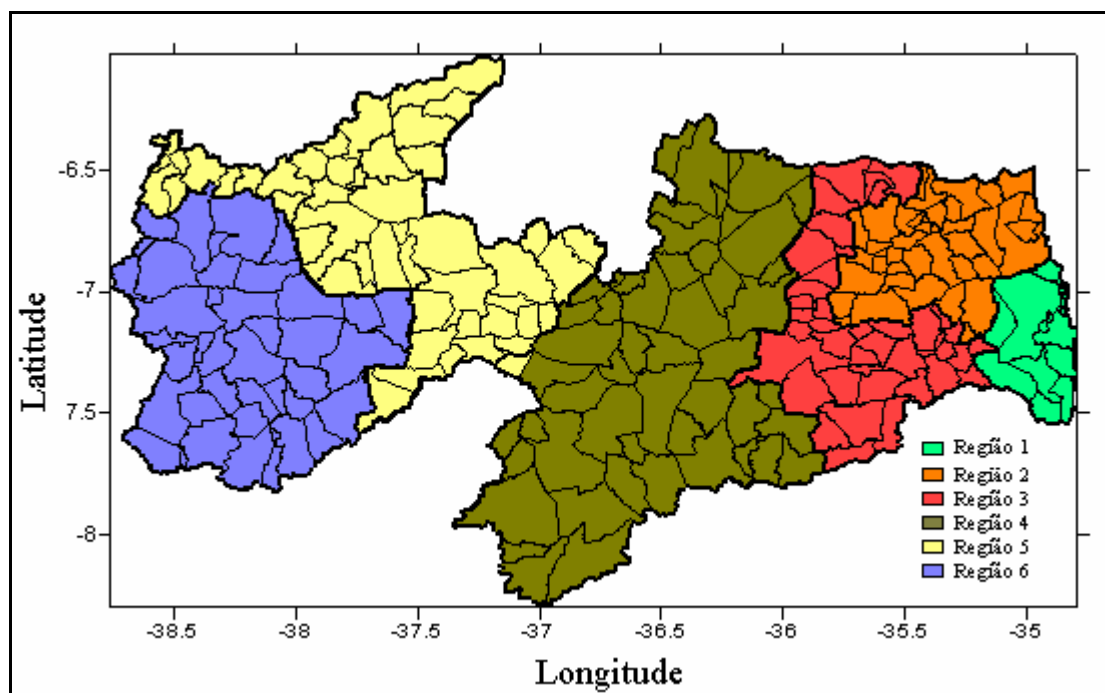 -6.5
-7
-7.5
-8
Latitude
-38.5 -38 -37.5 -37 -36.5 -36 -35.5 -35
Longitude
Região 1
Região 2
Região 3
Região 4
Região 5
Região 6